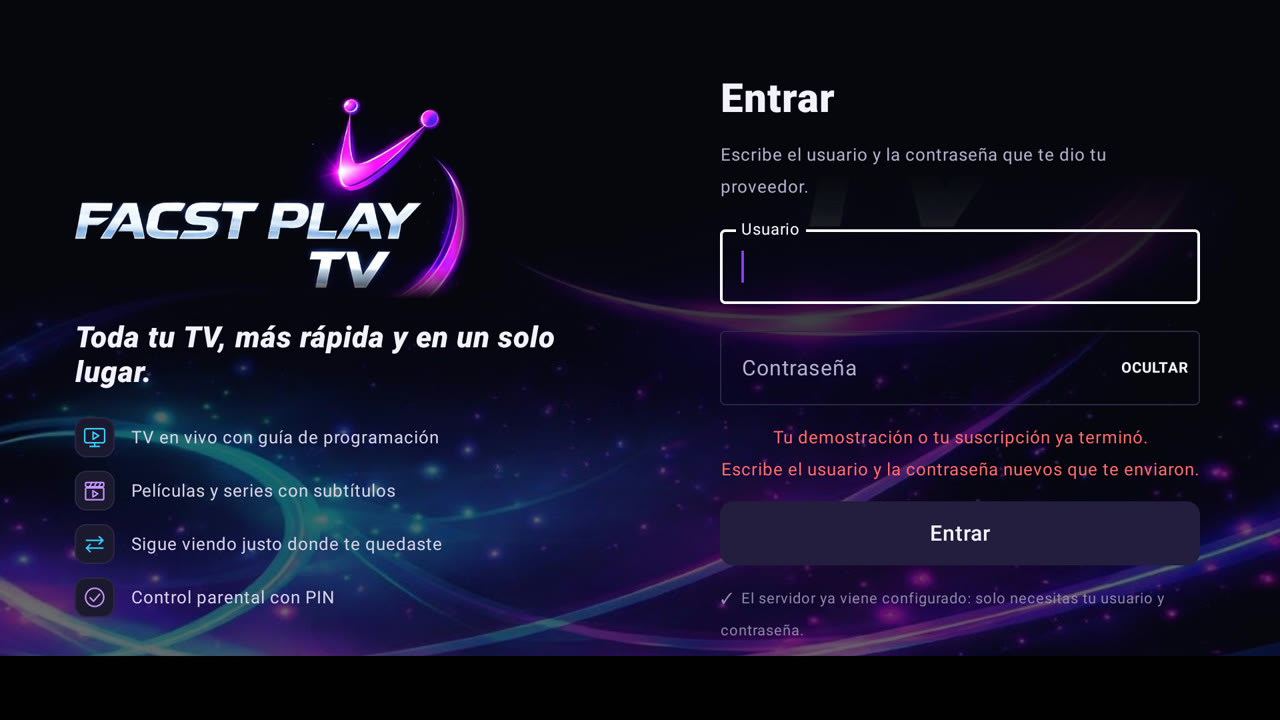 FACST PLAY
TV
Toda tu TV, más rápida y en un solo
lugar.
TV en vivo con guía de programación
Películas y series con subtítulos
Sigue viendo justo donde te quedaste
Control parental con PIN
Entrar
Escribe el usuario y la contraseña que te dio tu
proveedor.
Usuario
Contraseña
OCULTAR
Tu demostración o tu suscripción ya terminó.
Escribe el usuario y la contraseña nuevos que te enviaron.
Entrar
✓ El servidor ya viene configurado: solo necesitas tu usuario y
contraseña.